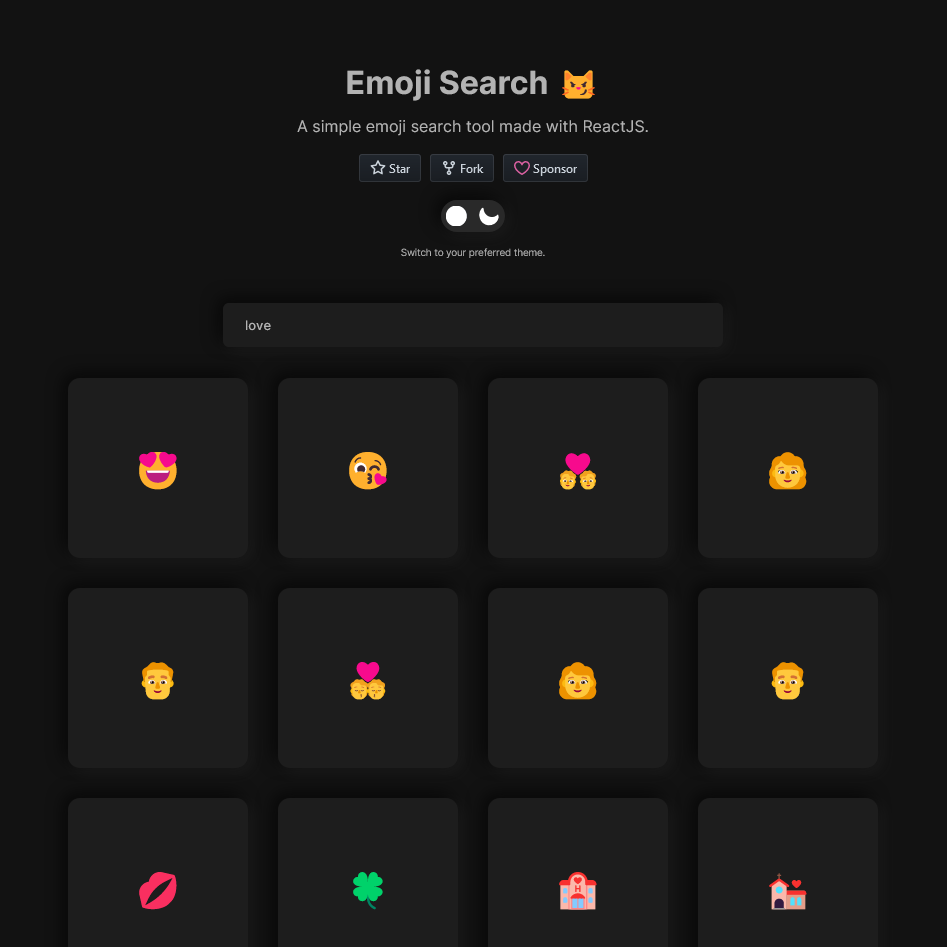 Emoji Search
A simple emoji search tool made with ReactJS.
Star Fork Sponsor
Switch to your preferred theme.
love
H